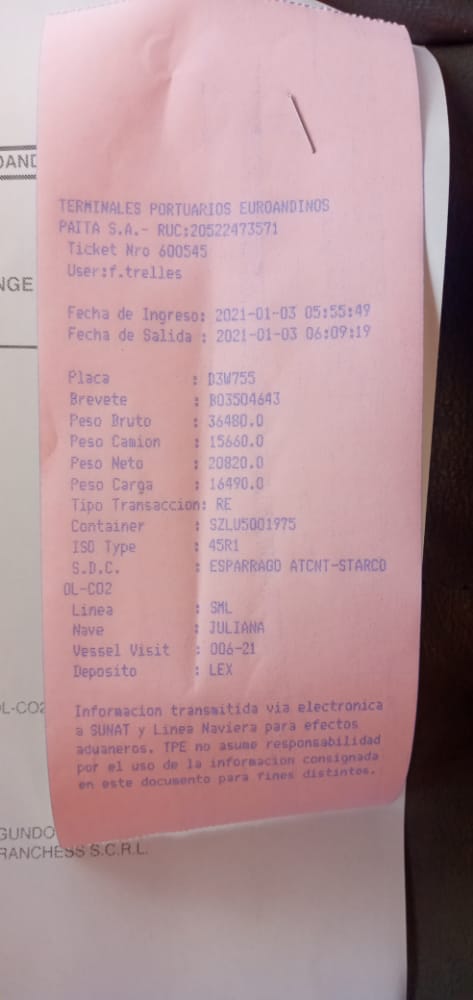 TERMINALES PORTUARIOS EUROANDINOS
PAITA S.A.- RUC:20522473571
Ticket Nro 600545
User:f.trelles
Fecha de Ingreso: 2021-01-03 05:55:49
Fecha de Salida : 2021-01-03 06:09:19
Placa : D3W755
Brevete : B03504643
Peso Bruto : 36480.0
Peso Camion : 15660.0
Peso Neto : 20820.0
Peso Carga : 16490.0
Tipo Transaccion: RE
Container : SZLU5001975
ISO Type : 45R1
S.D.C. : ESPARRAGO ATCNT-STARCO
OL-CO2
Linea : SML
Nave : JULIANA
Vessel Visit : 006-21
Deposito : LEX
Informacion transmitida via electronica
a SUNAT y Linea Naviera para efectos
aduaneros. TPE no asume responsabilidad
por el uso de la informacion consignada
en este documento para fines distintos.
OAND
NGE
OL-CO2
GUNDO
RANCHESS S.C.R.L.